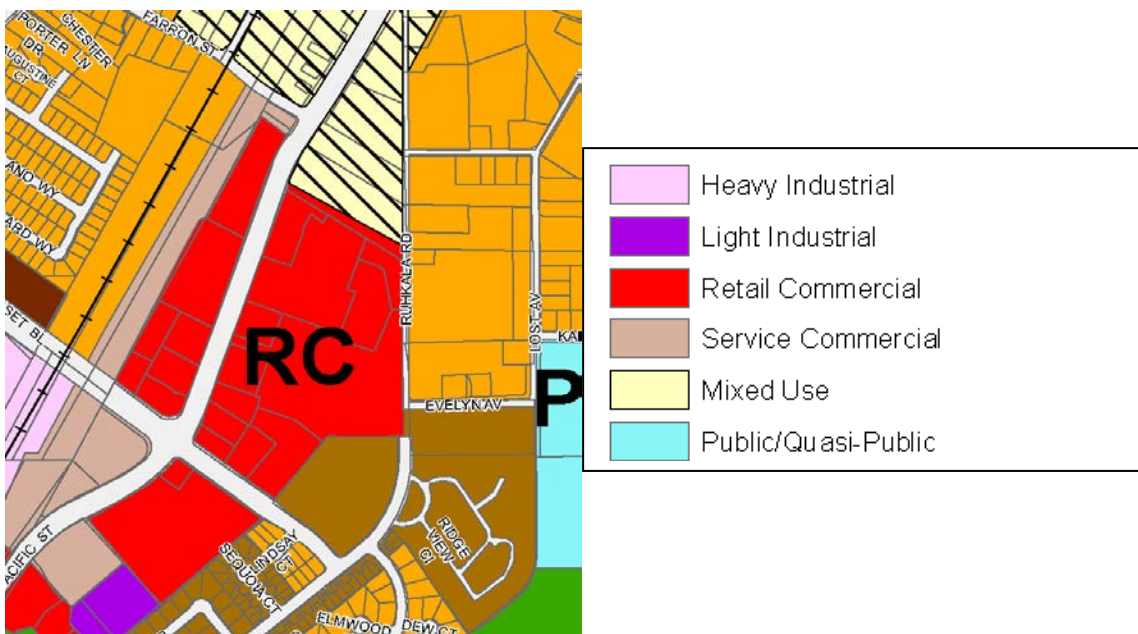 FARRON ST
CHESTER
PORTER LN
DR
AUGUSTINE
CT
ANO WY
ARD WY
SET BL
RUHKALA RD
LOST AV
KA
RC
P
EVELYN AV
ACIFIC ST
LINDSAY
CT
SEQUOIA CT
RIDGE
VIEW
CI
ELMWOOD
DEW CT
Heavy Industrial
Light Industrial
Retail Commercial
Service Commercial
Mixed Use
Public/Quasi-Public